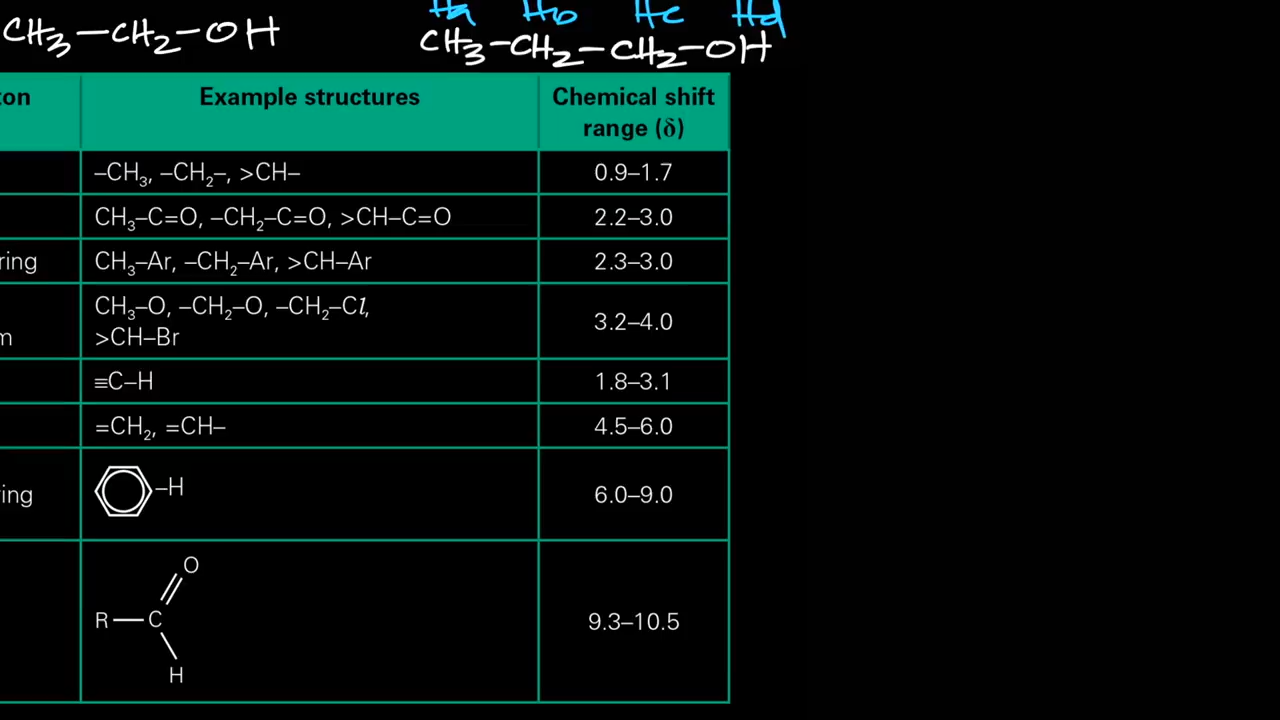 Ha Hb Hc Hd
CH₃–CH₂–OH CH₃–CH₂–CH₂–OH
Example structures Chemical shift
range (δ)
–CH₃, –CH₂–, >CH– 0.9–1.7
CH₃–C=O, –CH₂–C=O, >CH–C=O 2.2–3.0
ring CH₃–Ar, –CH₂–Ar, >CH–Ar 2.3–3.0
CH₃–O, –CH₂–O, –CH₂–Cl,
>CH–Br 3.2–4.0
≡C–H 1.8–3.1
=CH₂, =CH– 4.5–6.0
–H
ring 6.0–9.0
O
R C 9.3–10.5
H